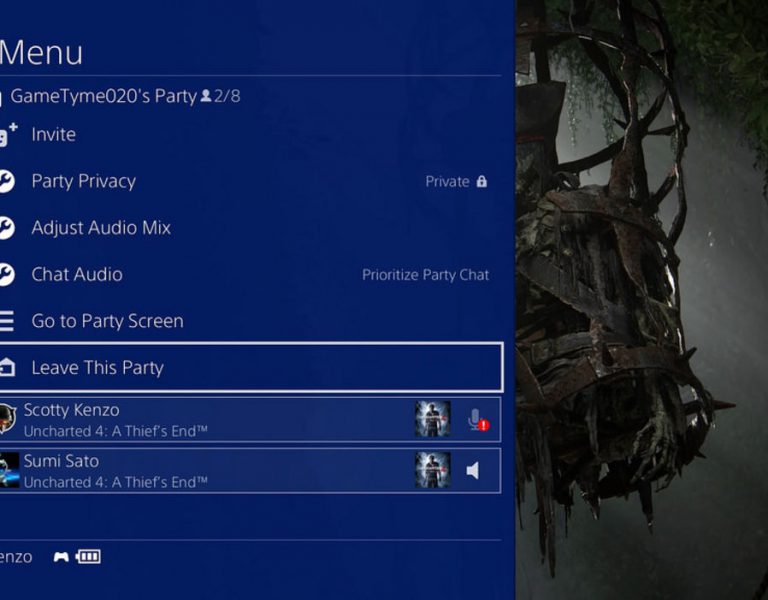 Menu
GameTyme020's Party 2/8
Invite
Party Privacy Private
Adjust Audio Mix
Chat Audio Prioritize Party Chat
Go to Party Screen
Leave This Party
Scotty Kenzo
Uncharted 4: A Thief's End™
Sumi Sato
Uncharted 4: A Thief's End™
enzo